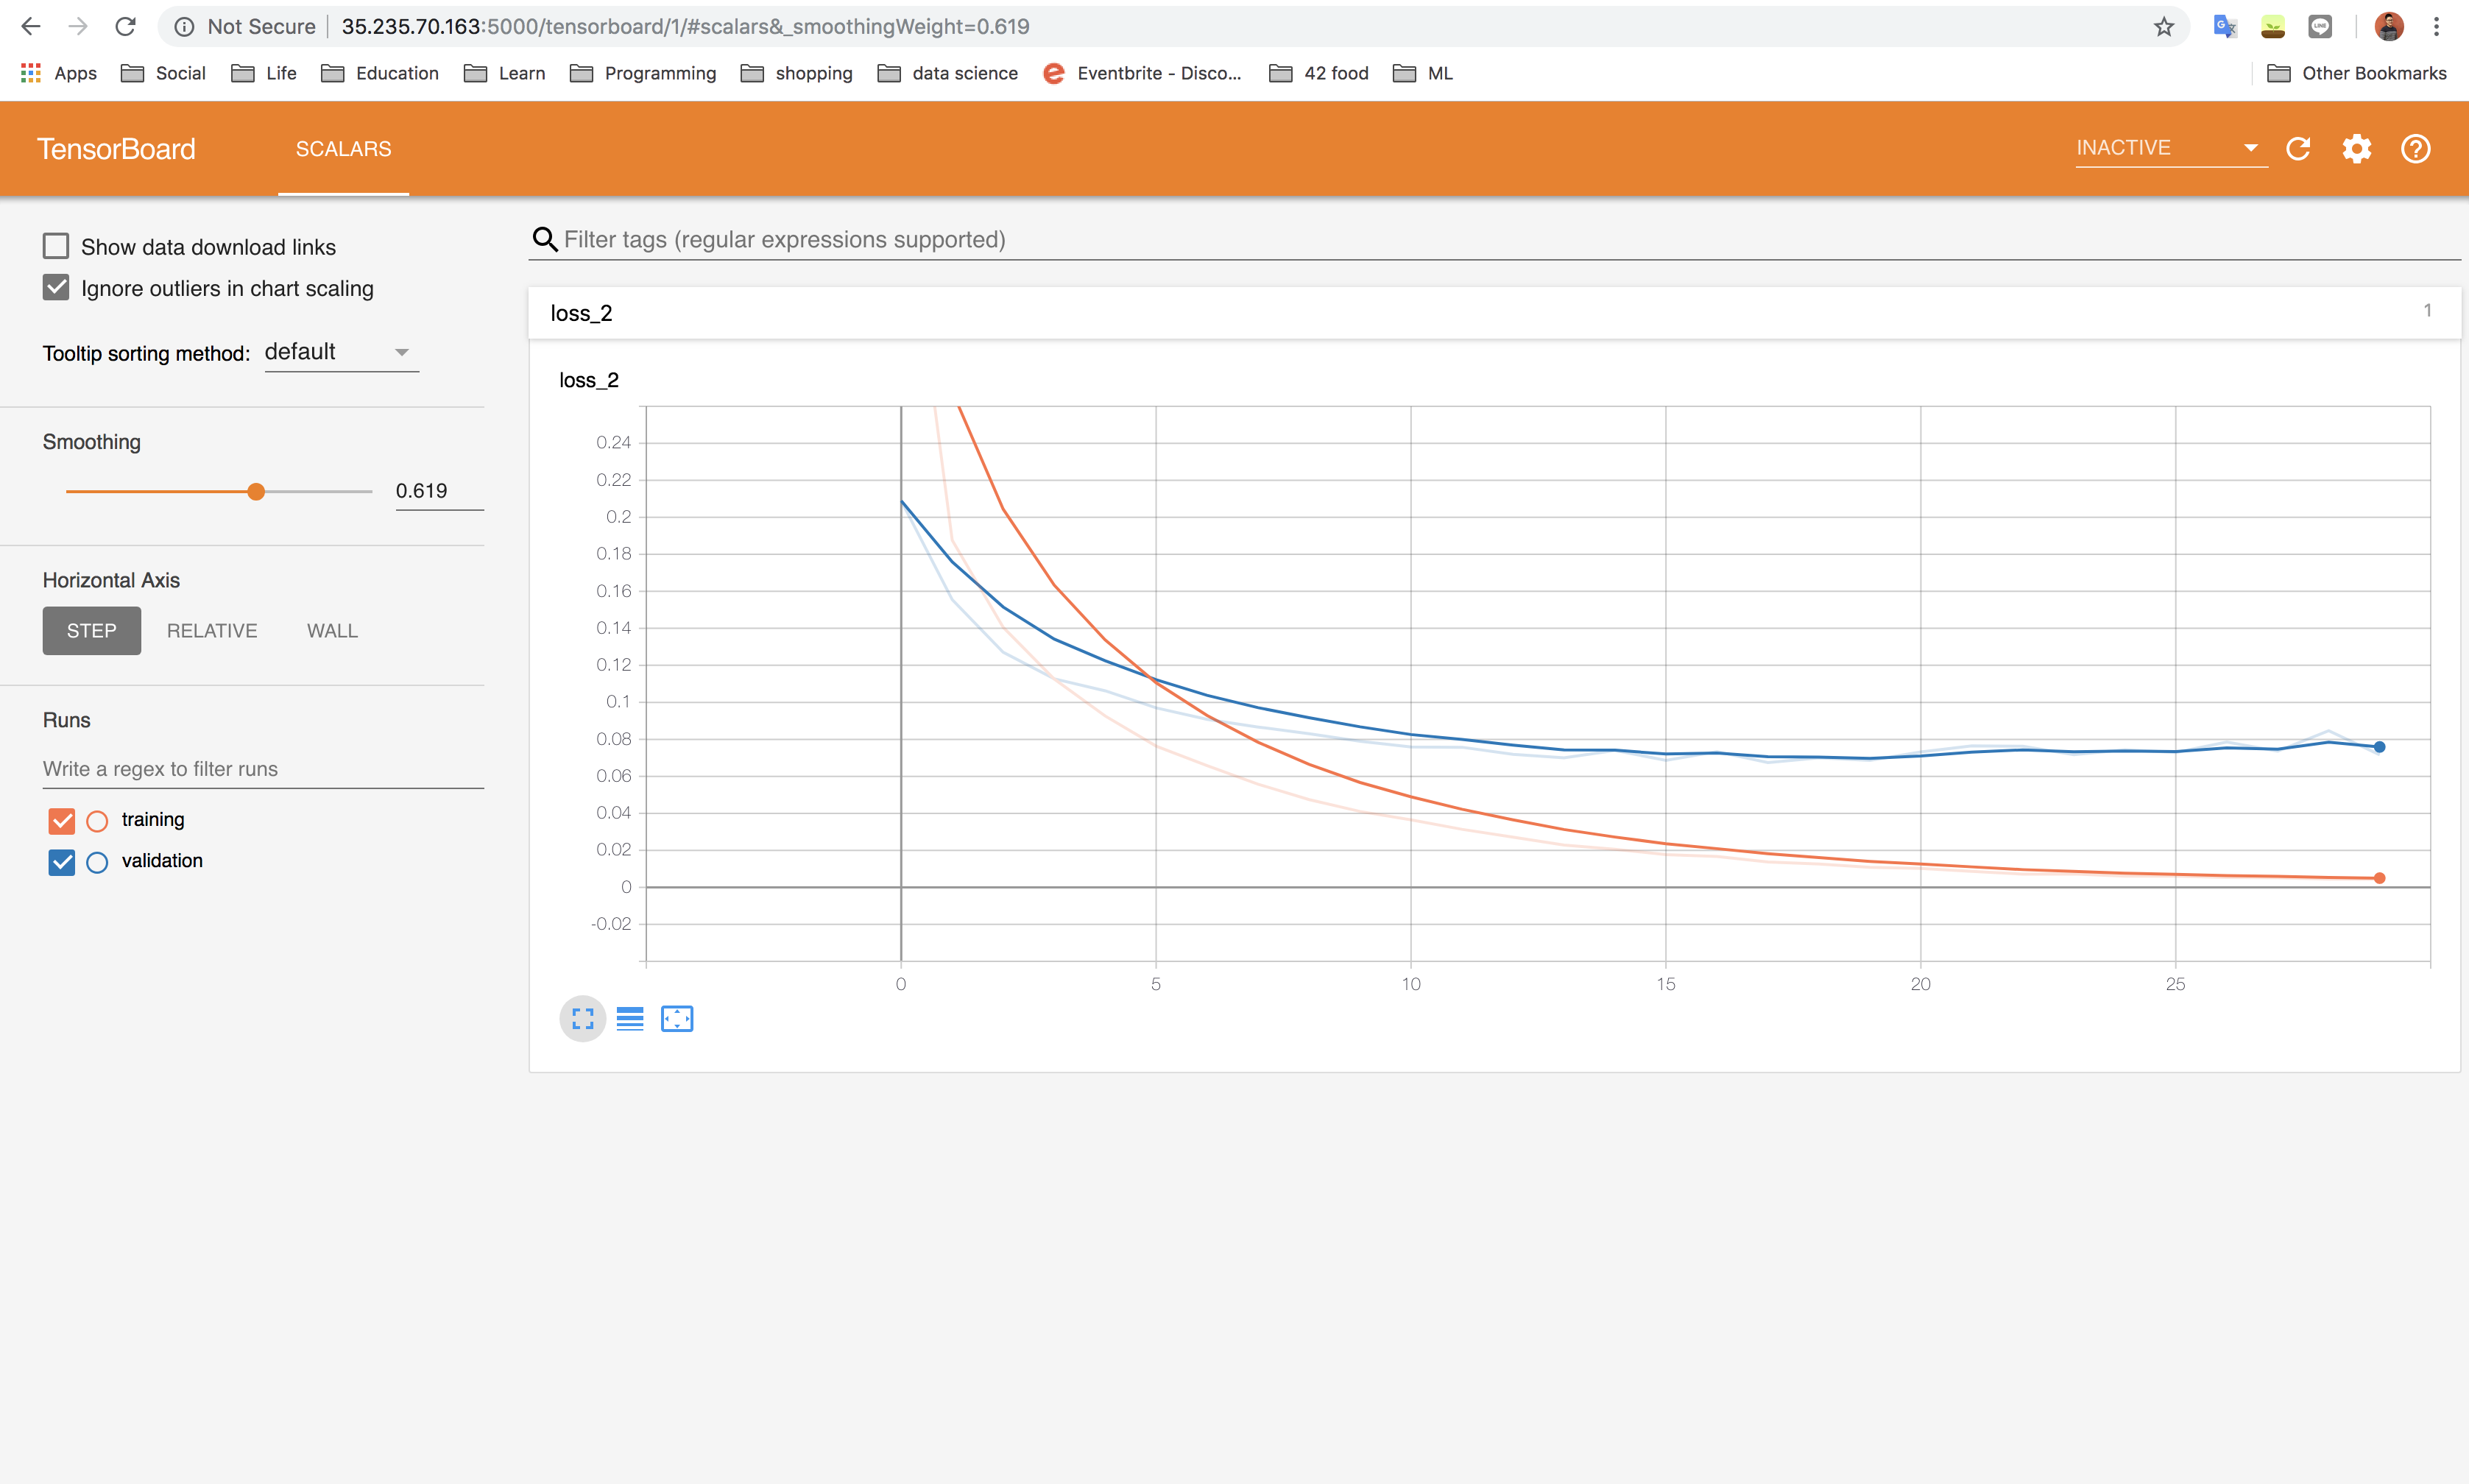 Not Secure 35.235.70.163:5000/tensorboard/1/#scalars&_smoothingWeight=0.619
Apps Social Life Education Learn Programming shopping data science Eventbrite - Disco... 42 food ML Other Bookmarks
TensorBoard SCALARS INACTIVE
Show data download links
Ignore outliers in chart scaling
Tooltip sorting method: default
Smoothing
0.619
Horizontal Axis
STEP RELATIVE WALL
Runs
Write a regex to filter runs
training
validation
Filter tags (regular expressions supported)
loss_2 1
loss_2
0.24
0.22
0.2
0.18
0.16
0.14
0.12
0.1
0.08
0.06
0.04
0.02
0
-0.02
0 5 10 15 20 25